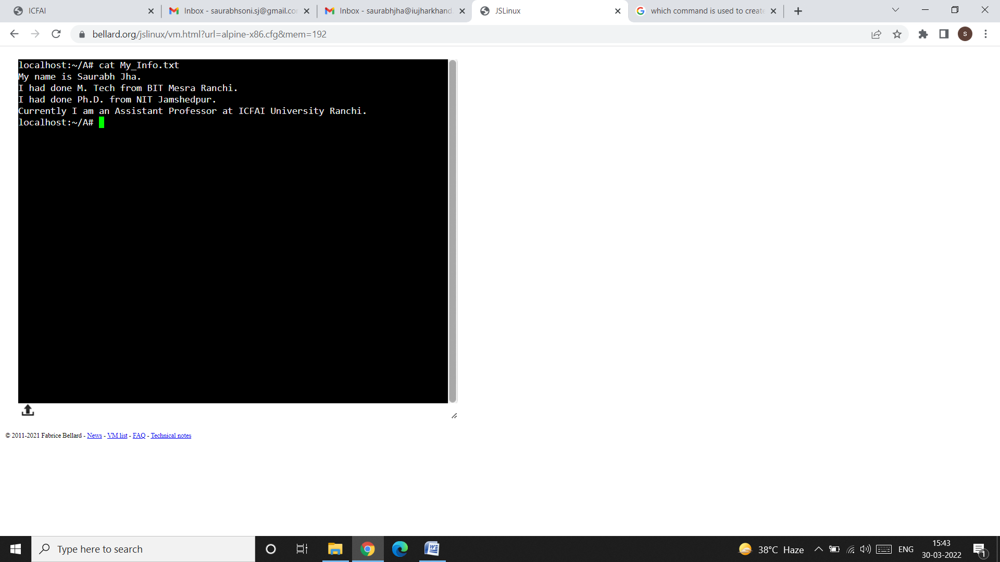 ICFAI
Inbox - saurabhsoni.sj@gmail.co
Inbox - saurabhjha@iujharkhand.
JSLinux
which command is used to create
bellard.org/jslinux/vm.html?url=alpine-x86.cfg&mem=192
S
localhost:~/A# cat My_Info.txt
My name is Saurabh Jha.
I had done M. Tech from BIT Mesra Ranchi.
I had done Ph.D. from NIT Jamshedpur.
Currently I am an Assistant Professor at ICFAI University Ranchi.
localhost:~/A#
© 2011-2021 Fabrice Bellard - News - VM list - FAQ - Technical notes
Type here to search
38°C Haze
ENG
15:43
30-03-2022
1